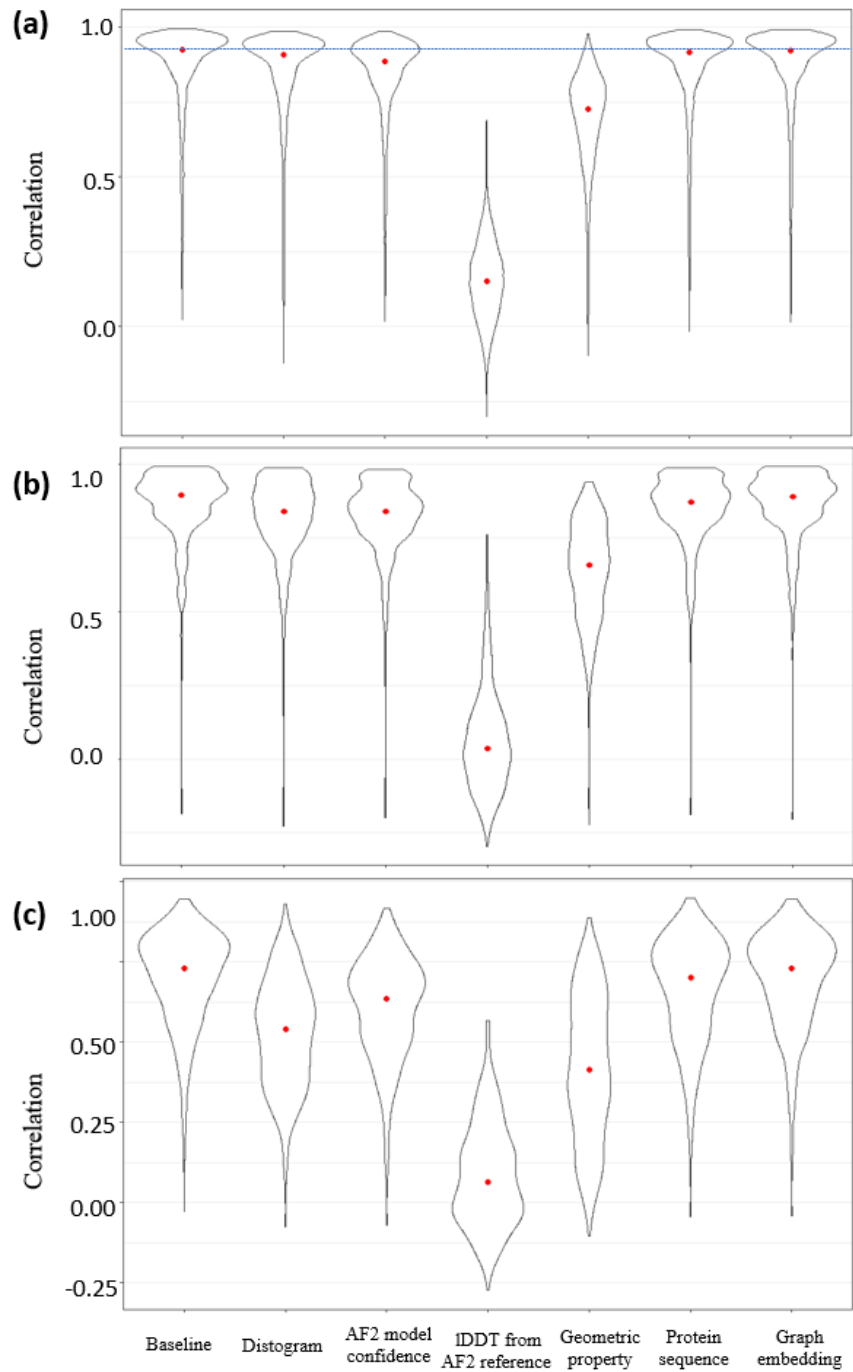 (a)
1.0
0.5
0.0
Correlation
(b)
1.0
0.5
0.0
Correlation
(c)
1.00
0.50
0.25
0.00
-0.25
Correlation
Baseline
Distogram
AF2 model
confidence
lDDT from
AF2 reference
Geometric
property
Protein
sequence
Graph
embedding